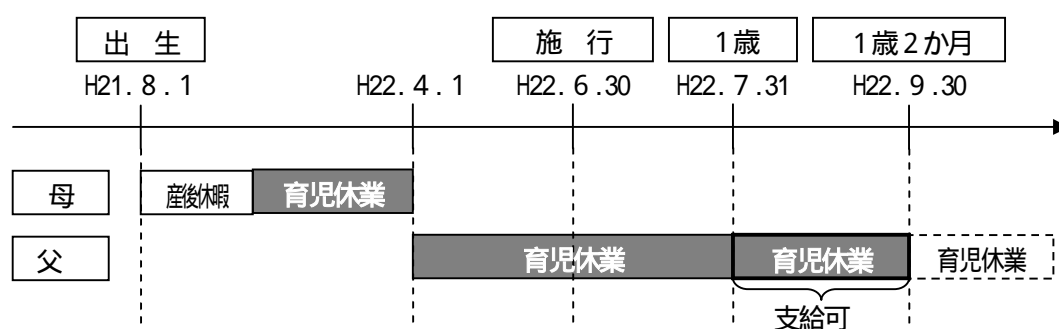 出 生 施 行 1歳 1歳2か月
H21.8.1 H22.4.1 H22.6.30 H22.7.31 H22.9.30
母 産後休暇 育児休業
父 育児休業 育児休業 育児休業
支給可